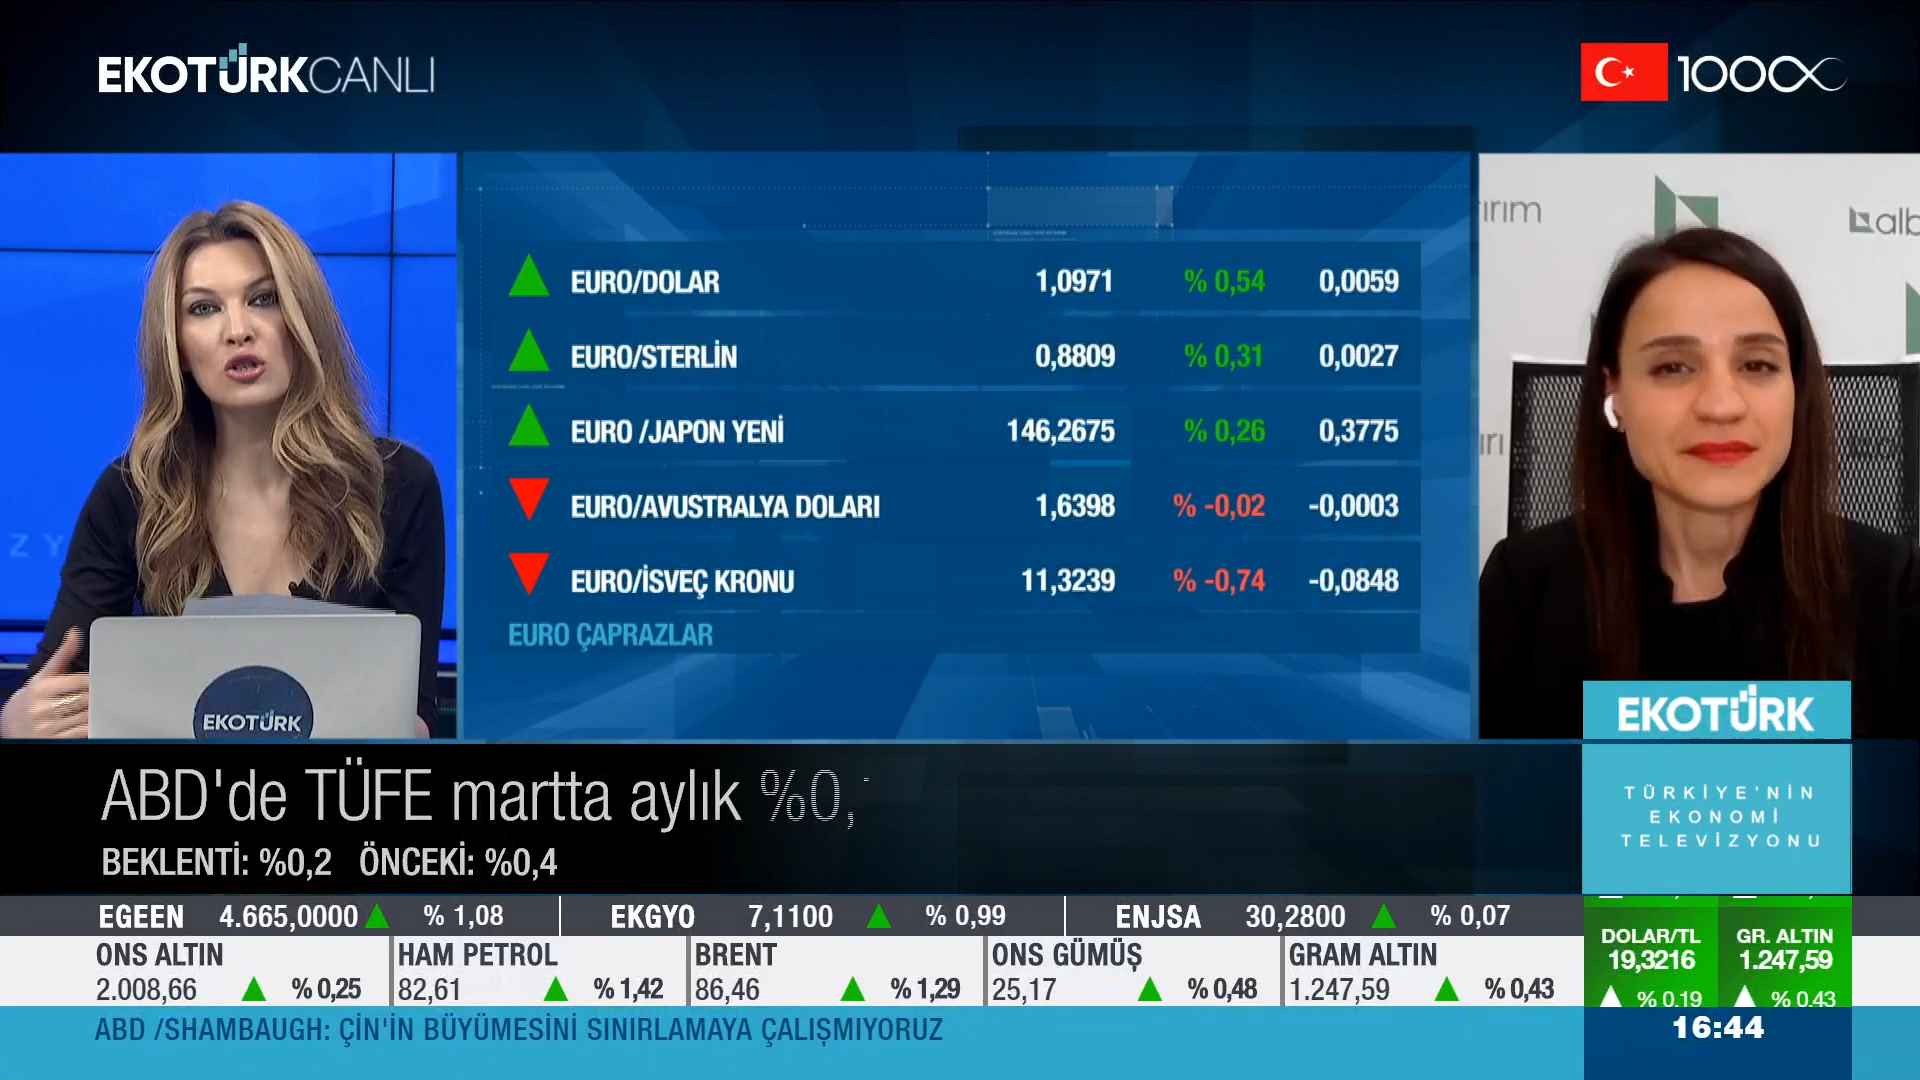 EKOTÜRK CANLI
1000
ırım
alb
EURO/DOLAR 1,0971 % 0,54 0,0059
EURO/STERLİN 0,8809 % 0,31 0,0027
EURO /JAPON YENİ 146,2675 % 0,26 0,3775
EURO/AVUSTRALYA DOLARI 1,6398 % -0,02 -0,0003
EURO/İSVEÇ KRONU 11,3239 % -0,74 -0,0848
EURO ÇAPRAZLAR
Z Y
rı
EKOTÜRK
EKOTÜRK
TÜRKİYE'NİN
EKONOMİ
TELEVİZYONU
ABD'de TÜFE martta aylık %0,
BEKLENTİ: %0,2 ÖNCEKİ: %0,4
EGEEN 4.665,0000 % 1,08 EKGYO 7,1100 % 0,99 ENJSA 30,2800 % 0,07
ONS ALTIN HAM PETROL BRENT ONS GÜMÜŞ GRAM ALTIN
2.008,66 % 0,25 82,61 % 1,42 86,46 % 1,29 25,17 % 0,48 1.247,59 % 0,43
DOLAR/TL GR. ALTIN
19,3216 1.247,59
% 0,19 % 0,43
ABD /SHAMBAUGH: ÇİN'İN BÜYÜMESİNİ SINIRLAMAYA ÇALIŞMIYORUZ
16:44